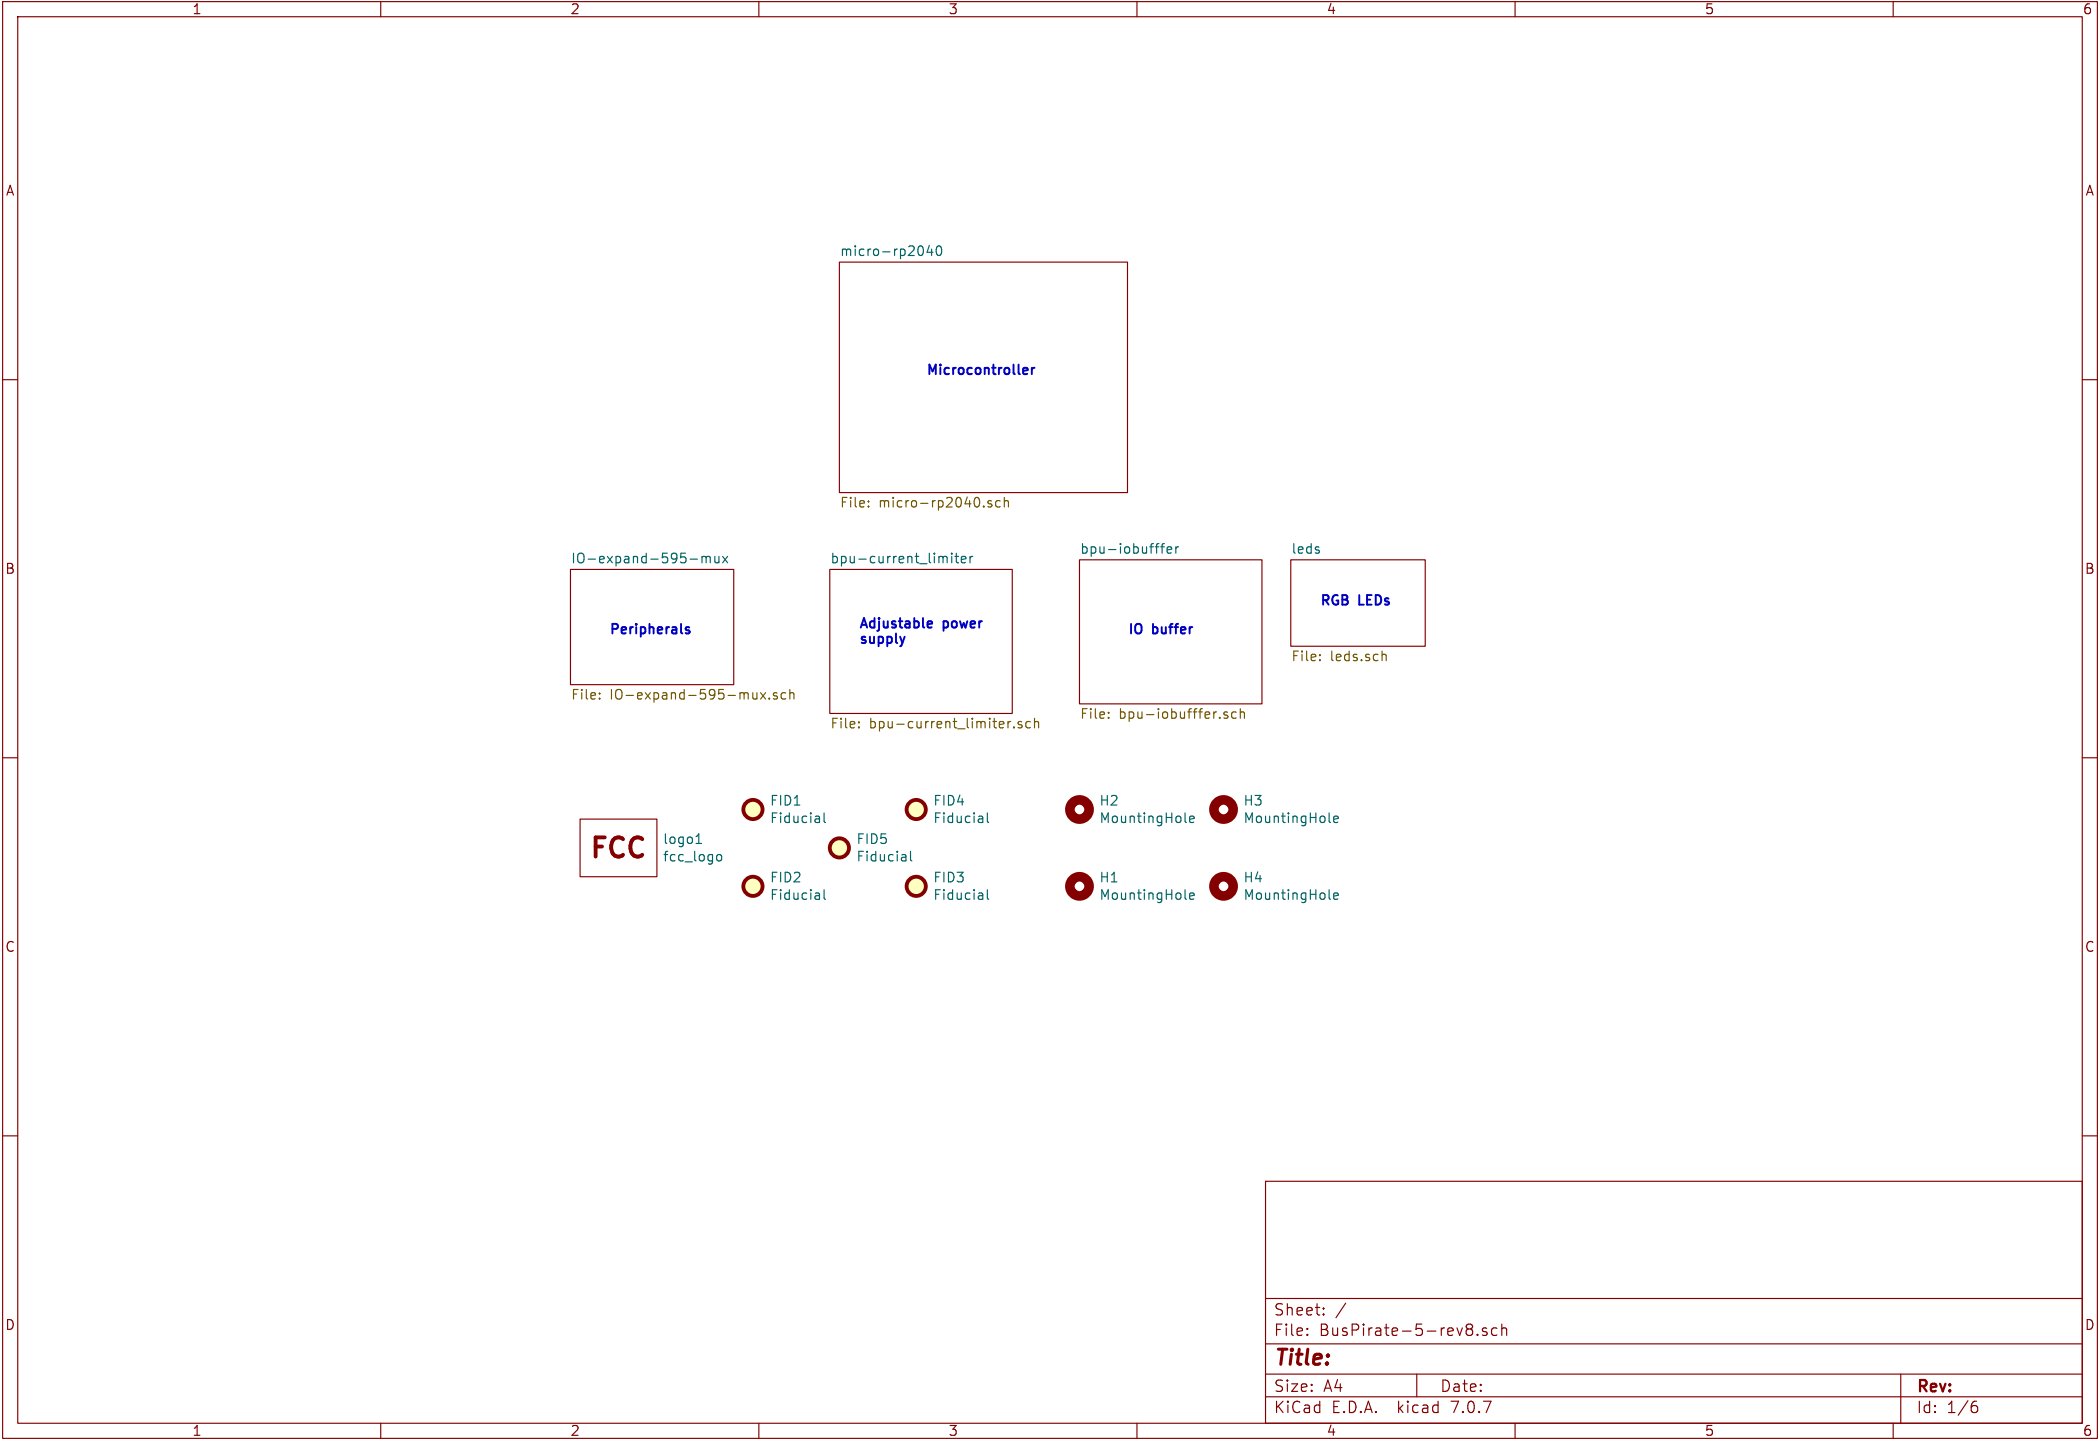 1 2 3 4 5 6
A A
micro-rp2040
Microcontroller
File: micro-rp2040.sch
B B
IO-expand-595-mux
Peripherals
File: IO-expand-595-mux.sch
bpu-current_limiter
Adjustable power
supply
File: bpu-current_limiter.sch
bpu-iobufffer
IO buffer
File: bpu-iobufffer.sch
leds
RGB LEDs
File: leds.sch
FCC
logo1
fcc_logo
FID1
Fiducial
FID4
Fiducial
FID5
Fiducial
FID2
Fiducial
FID3
Fiducial
H2
MountingHole
H3
MountingHole
H1
MountingHole
H4
MountingHole
C C
D D
Sheet: /
File: BusPirate-5-rev8.sch
Title:
Size: A4 Date: Rev:
KiCad E.D.A. kicad 7.0.7 Id: 1/6
1 2 3 4 5 6